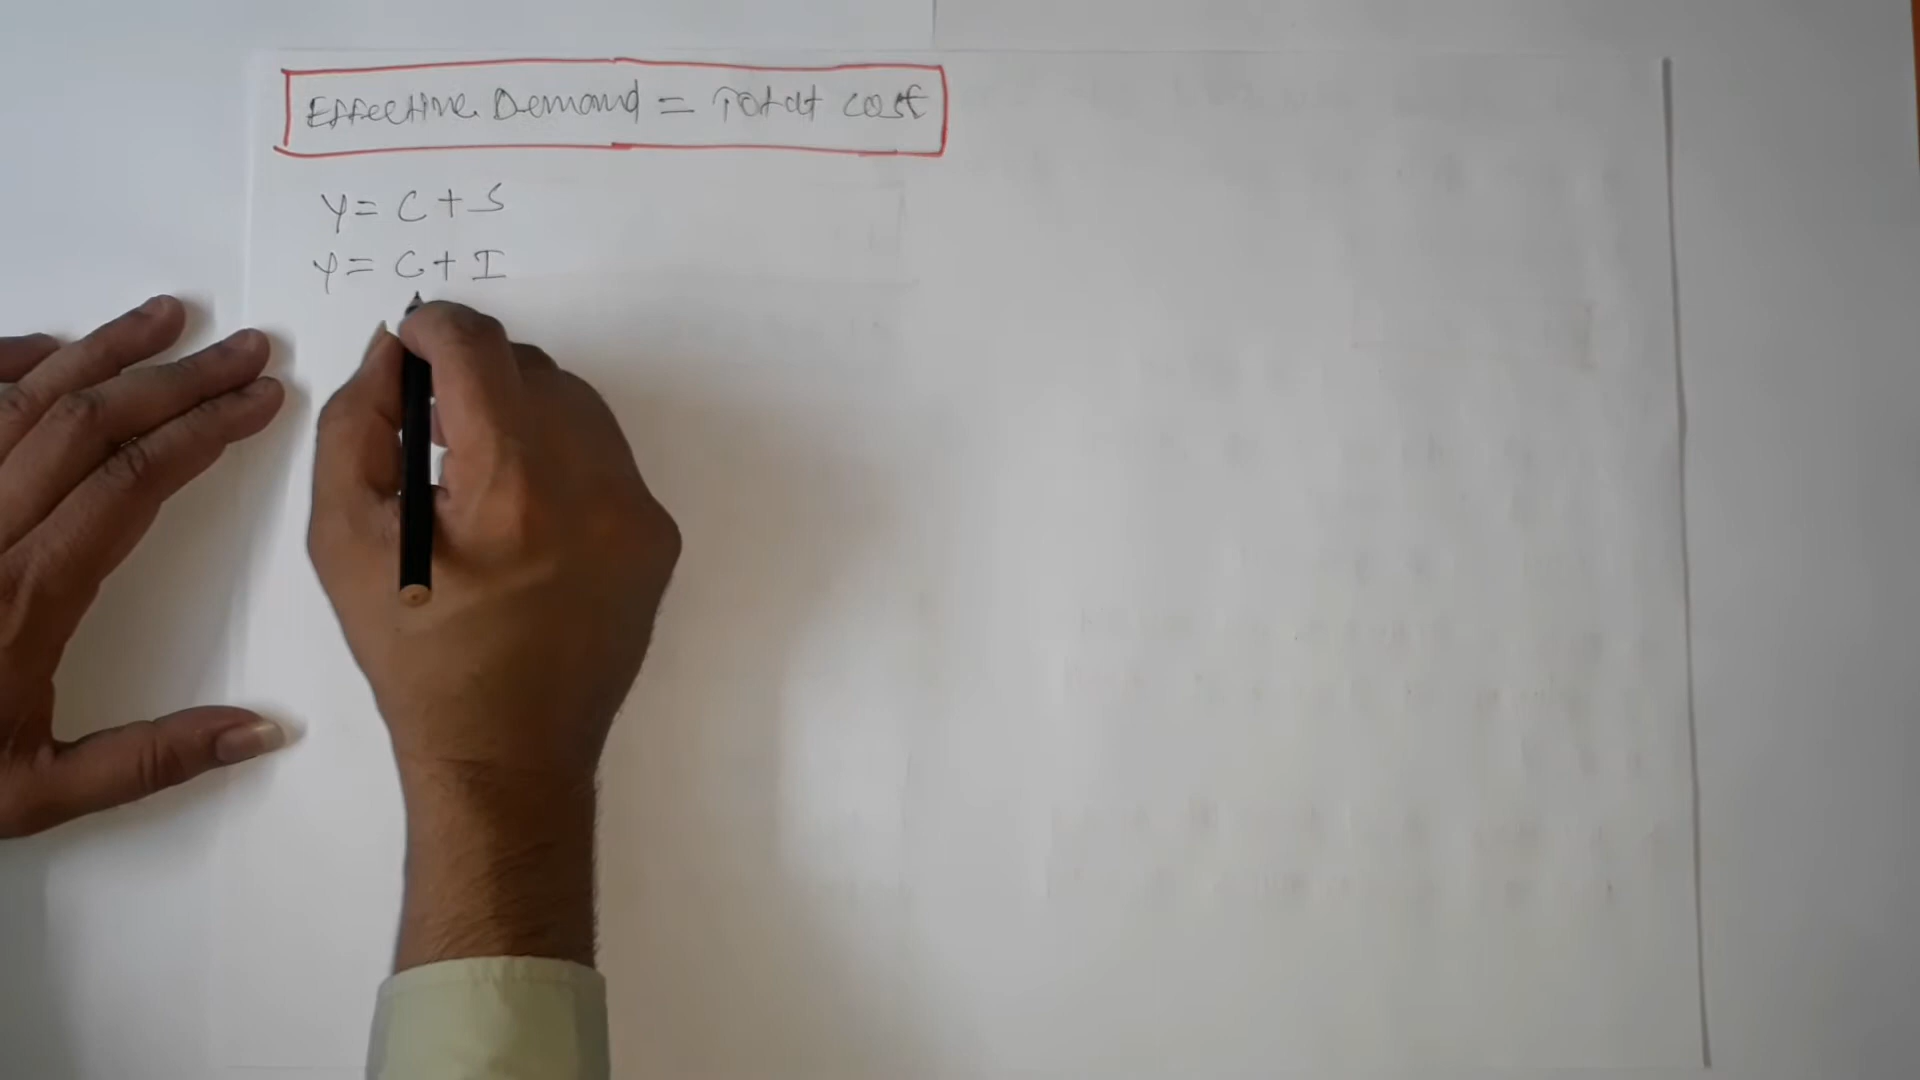 Effective Demand = Total cost
Y = C + S
Y = C + I